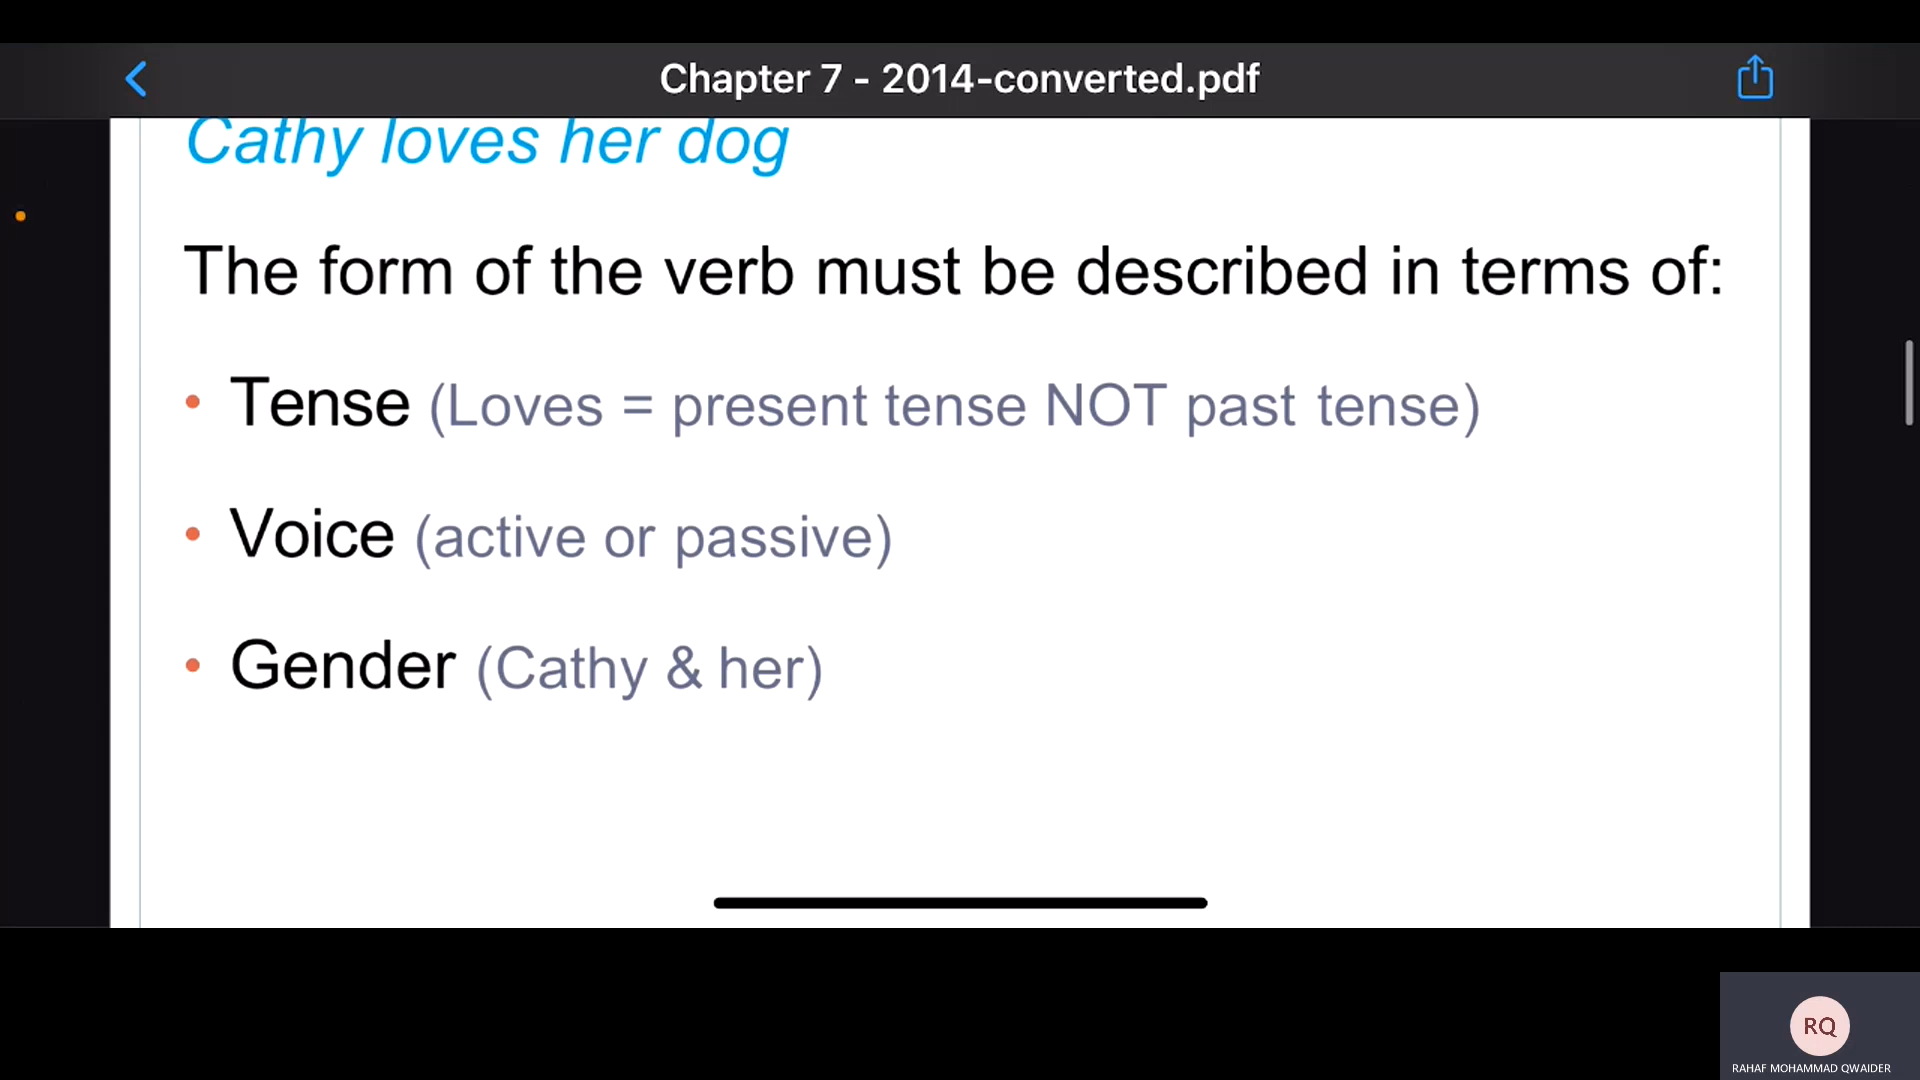 Chapter 7 - 2014-converted.pdf
Cathy loves her dog
The form of the verb must be described in terms of:
• Tense (Loves = present tense NOT past tense)
• Voice (active or passive)
• Gender (Cathy & her)
RQ
RAHAF MOHAMMAD QWAIDER